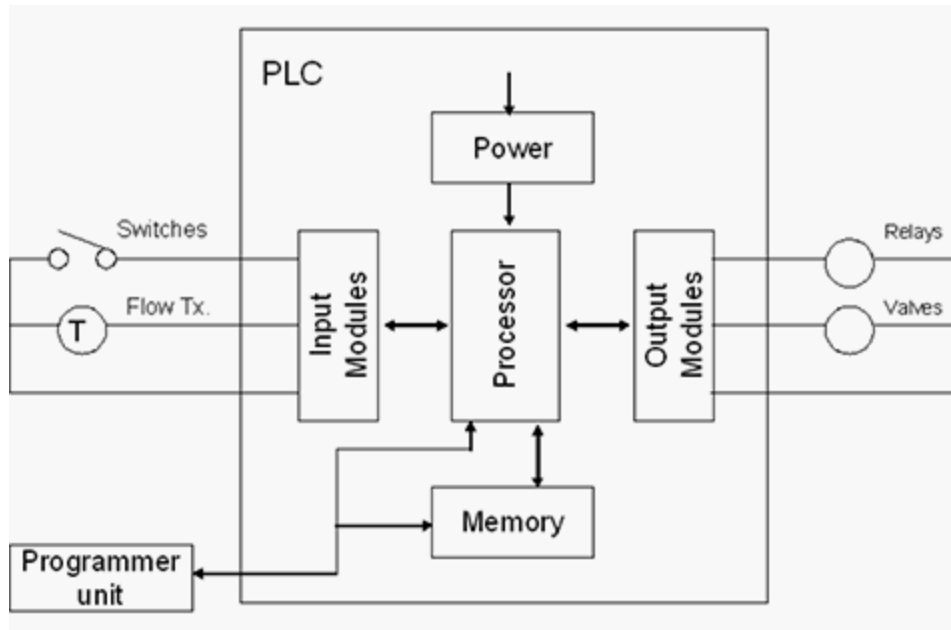 PLC
Power
Switches
Relays
Flow Tx.
Valves
T
Input
Modules
Processor
Output
Modules
Memory
Programmer
unit